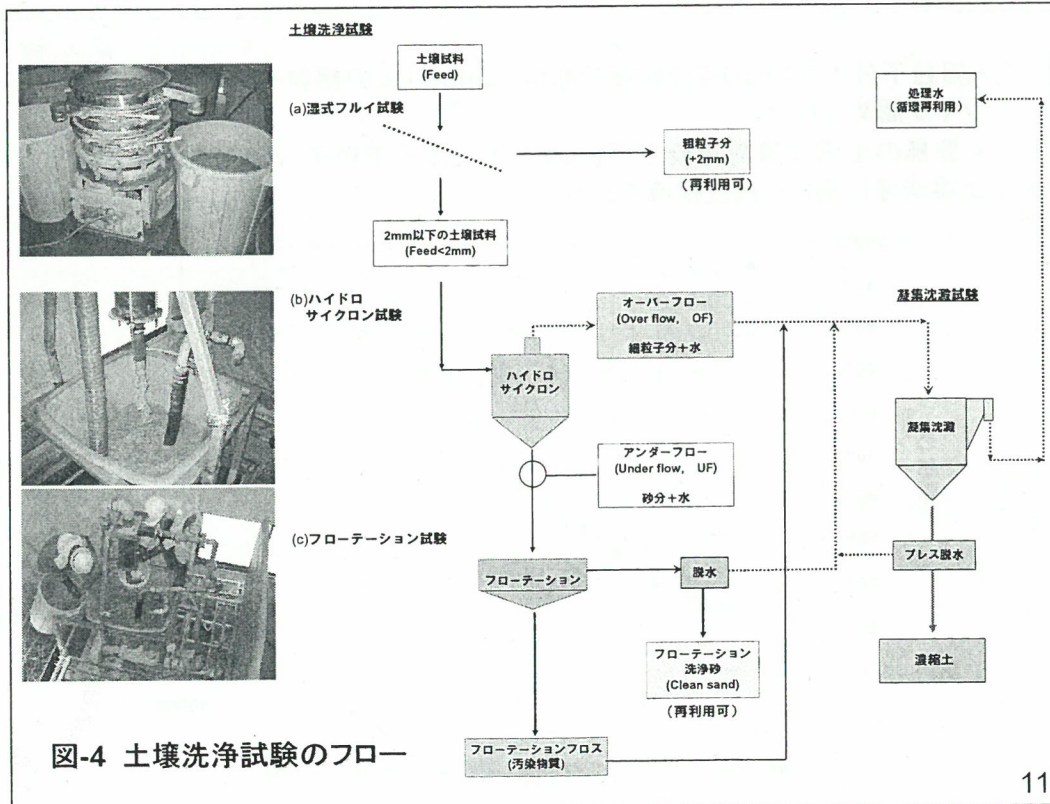 土壌洗浄試験
土壌試料
(Feed)
(a)湿式フルイ試験
粗粒子分
(+2mm)
（再利用可）
処理水
（循環再利用）
2mm以下の土壌試料
(Feed<2mm)
(b)ハイドロ
サイクロン試験
オーバーフロー
(Over flow, OF)
細粒子分＋水
凝集沈澱試験
ハイドロ
サイクロン
凝集沈澱
アンダーフロー
(Under flow, UF)
砂分＋水
(c)フローテーション試験
フローテーション
脱水
プレス脱水
フローテーション
洗浄砂
(Clean sand)
（再利用可）
濃縮土
フローテーションフロス
(汚染物質)
図-4 土壌洗浄試験のフロー
11